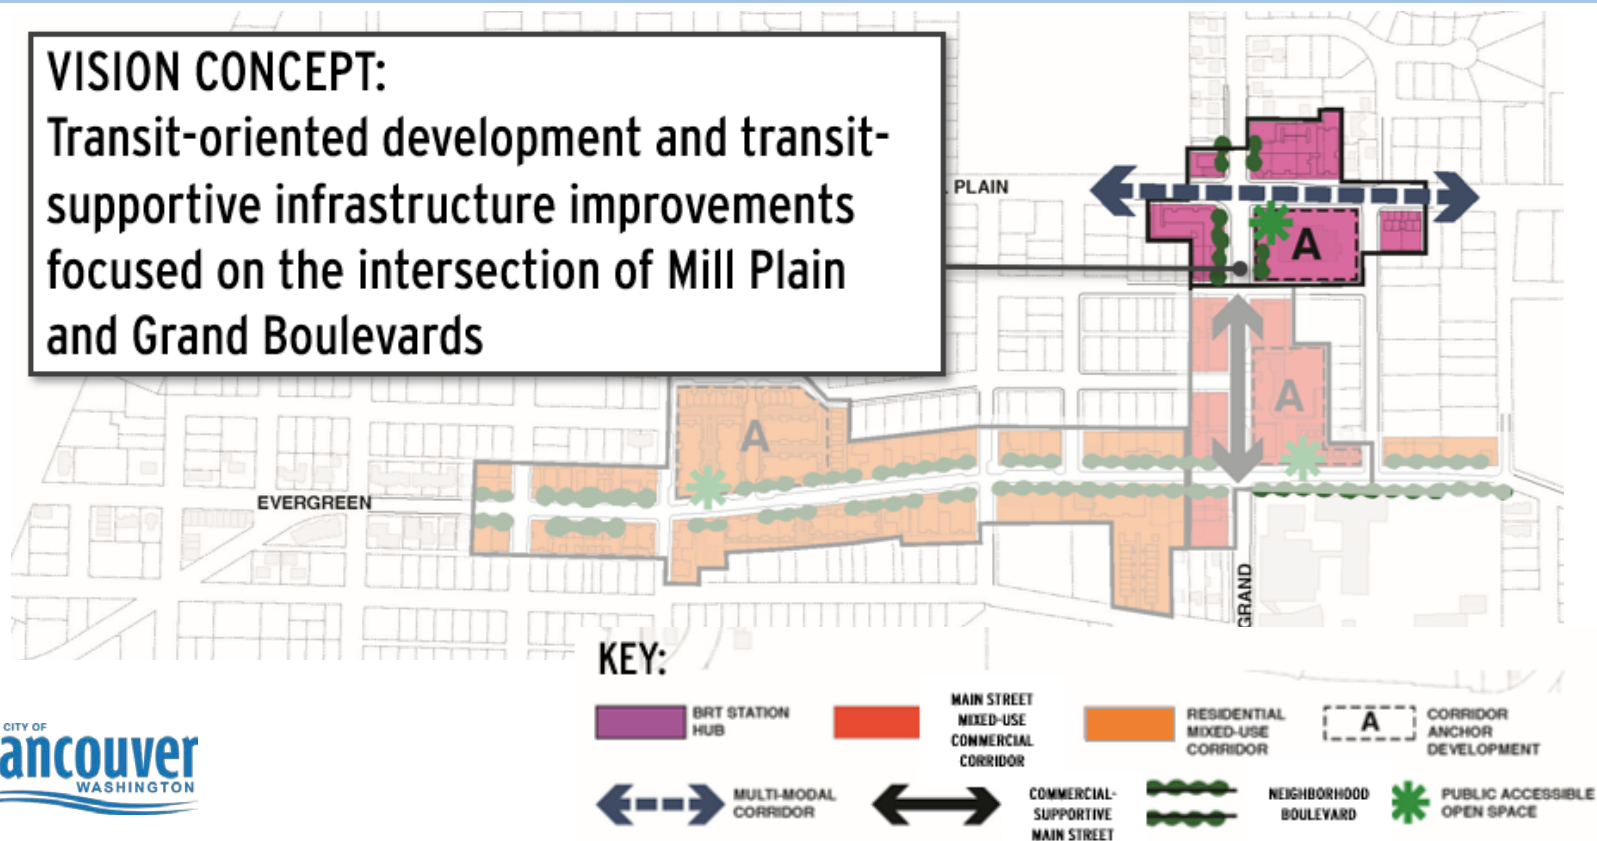 VISION CONCEPT:
Transit-oriented development and transit-
supportive infrastructure improvements
focused on the intersection of Mill Plain
and Grand Boulevards
PLAIN
A
A
A
EVERGREEN
GRAND
KEY:
BRT STATION
HUB
MAIN STREET
MIXED-USE
COMMERCIAL
CORRIDOR
RESIDENTIAL
MIXED-USE
CORRIDOR
A
CORRIDOR
ANCHOR
DEVELOPMENT
MULTI-MODAL
CORRIDOR
COMMERCIAL-
SUPPORTIVE
MAIN STREET
NEIGHBORHOOD
BOULEVARD
PUBLIC ACCESSIBLE
OPEN SPACE
CITY OF
ancouver
WASHINGTON